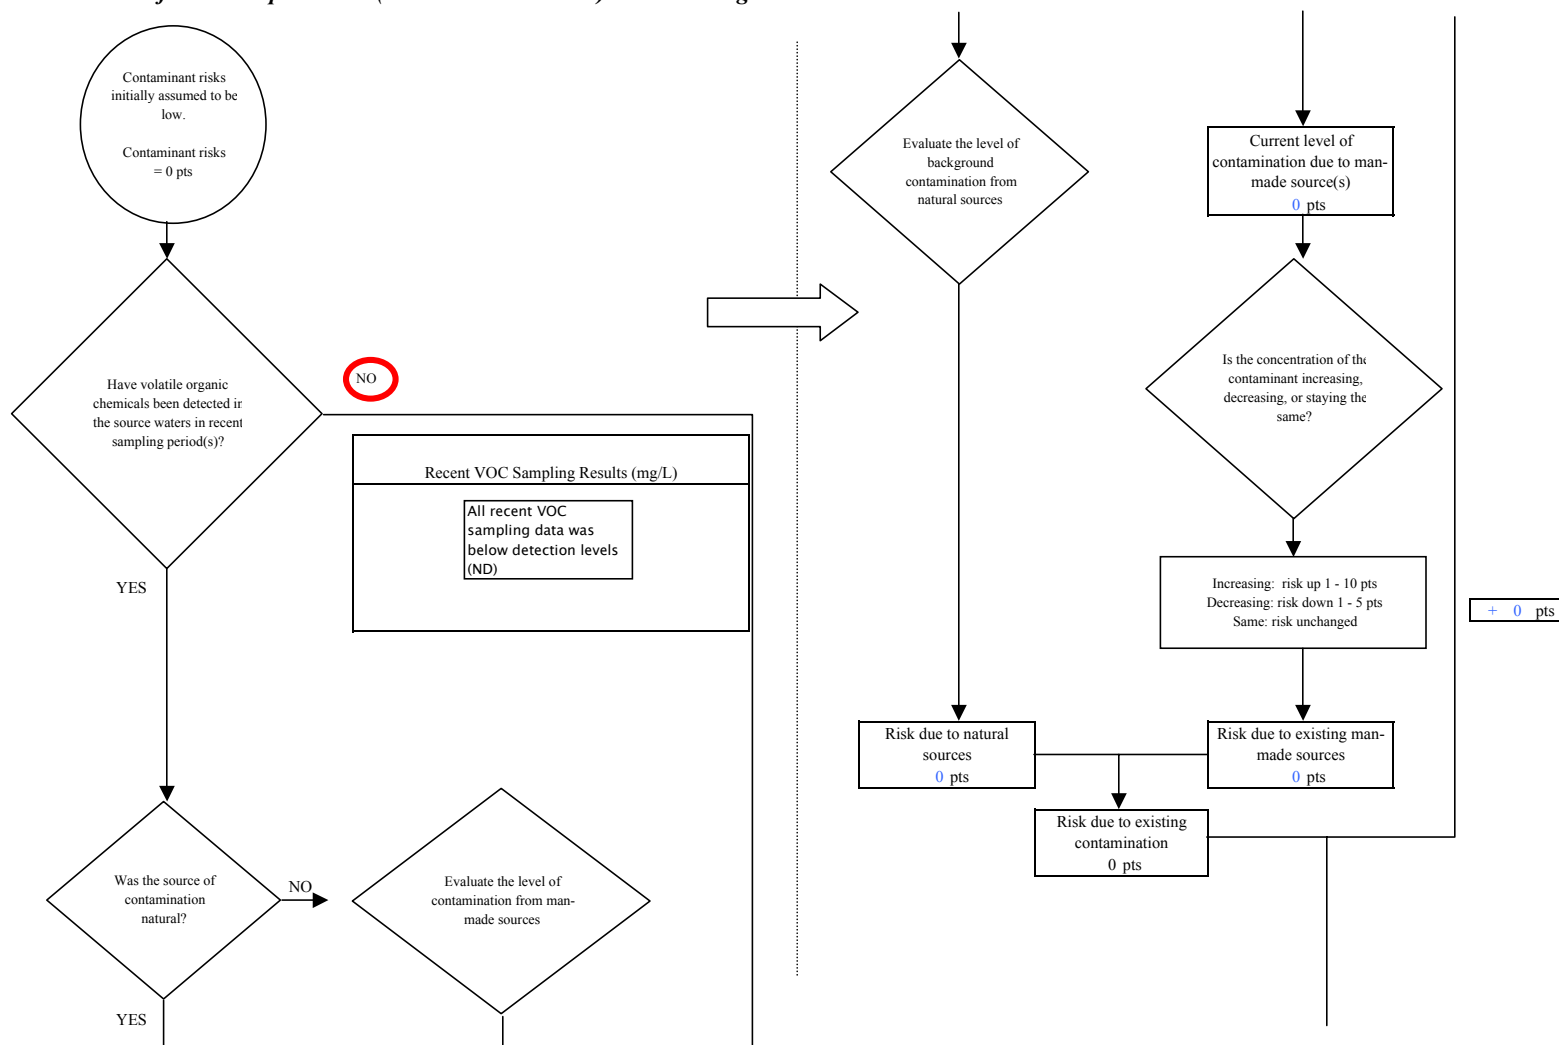 Contaminant risks
initially assumed to be
low.
Contaminant risks
= 0 pts
Have volatile organic
chemicals been detected in
the source waters in recent
sampling period(s)?
NO
Recent VOC Sampling Results (mg/L)
All recent VOC
sampling data was
below detection levels
(ND)
YES
Was the source of
contamination
natural?
NO
Evaluate the level of
contamination from man-
made sources
YES
Evaluate the level of
background
contamination from
natural sources
Current level of
contamination due to man-
made source(s)
0 pts
Is the concentration of the
contaminant increasing,
decreasing, or staying the
same?
Increasing: risk up 1 - 10 pts
Decreasing: risk down 1 - 5 pts
Same: risk unchanged
+ 0 pts
Risk due to natural
sources
0 pts
Risk due to existing man-
made sources
0 pts
Risk due to existing
contamination
0 pts